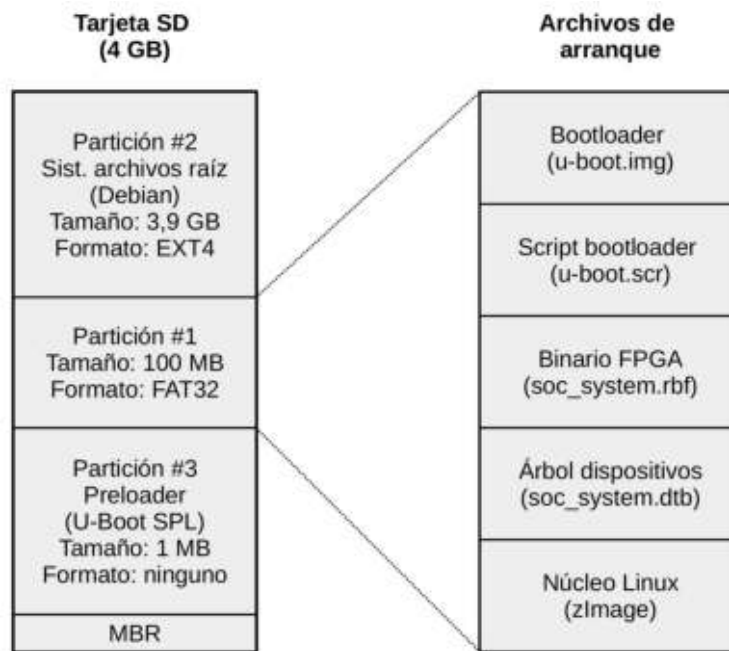 Tarjeta SD
(4 GB)
Partición #2
Sist. archivos raíz
(Debian)
Tamaño: 3,9 GB
Formato: EXT4
Partición #1
Tamaño: 100 MB
Formato: FAT32
Partición #3
Preloader
(U-Boot SPL)
Tamaño: 1 MB
Formato: ninguno
MBR
Archivos de
arranque
Bootloader
(u-boot.img)
Script bootloader
(u-boot.scr)
Binario FPGA
(soc_system.rbf)
Árbol dispositivos
(soc_system.dtb)
Núcleo Linux
(zImage)